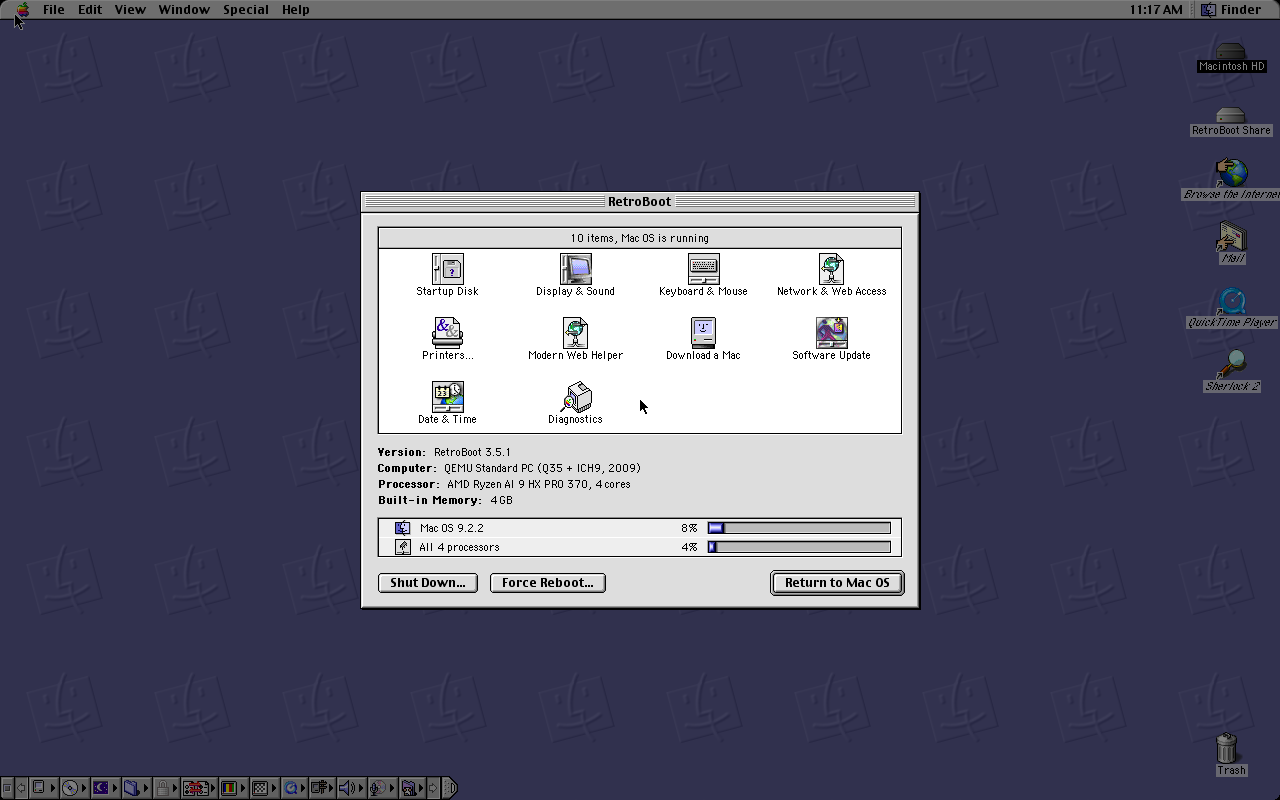 File Edit View Window Special Help 11:17 AM Finder
Macintosh HD
RetroBoot Share
Browse the Internet
Mail
QuickTime Player
Sherlock 2
RetroBoot
10 items, Mac OS is running
Startup Disk Display & Sound Keyboard & Mouse Network & Web Access
Printers... Modern Web Helper Download a Mac Software Update
Date & Time Diagnostics
Version: RetroBoot 3.5.1
Computer: QEMU Standard PC (Q35 + ICH9, 2009)
Processor: AMD Ryzen AI 9 HX PRO 370, 4 cores
Built-in Memory: 4 GB
Mac OS 9.2.2 8%
All 4 processors 4%
Shut Down... Force Reboot... Return to Mac OS
Trash